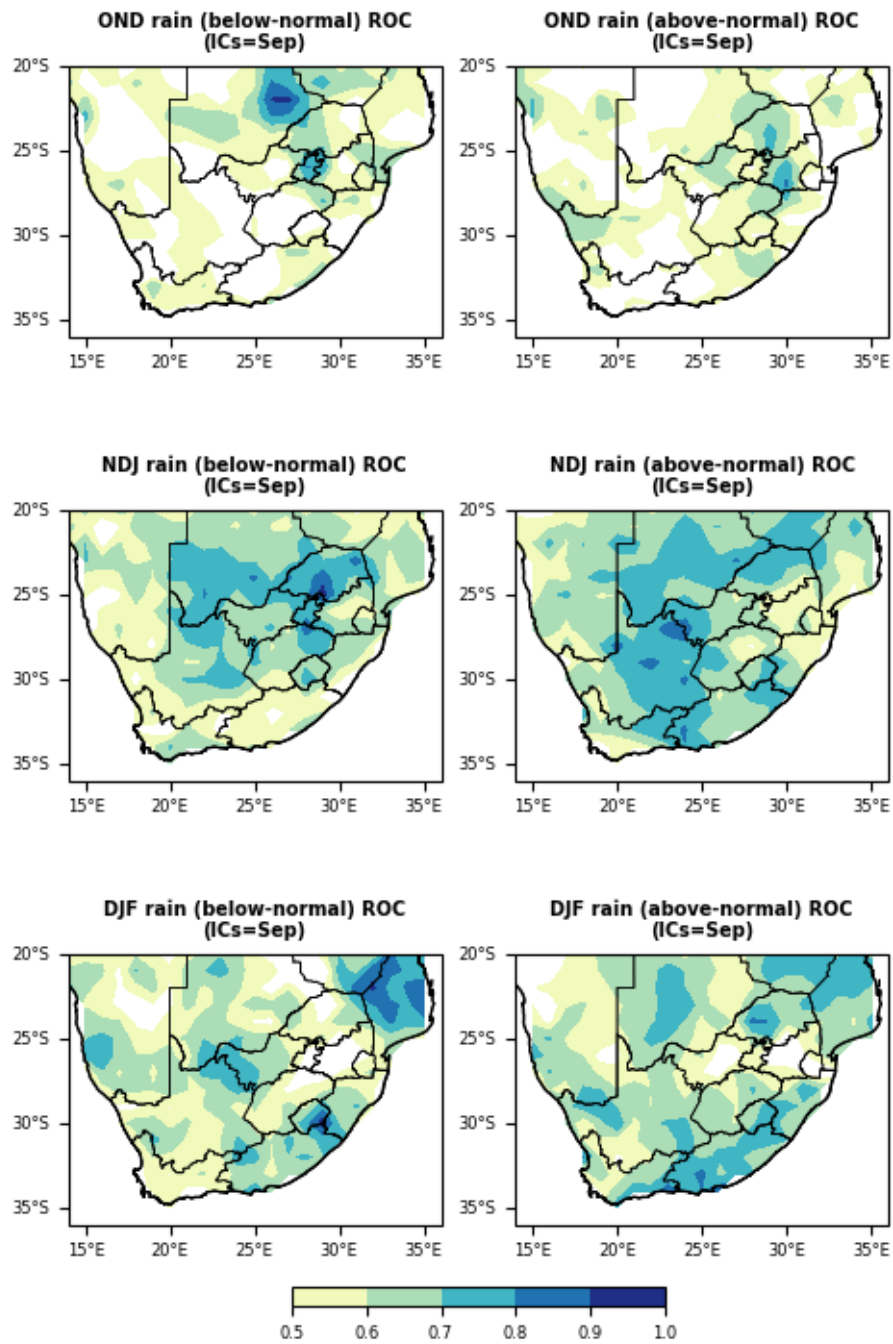 OND rain (below-normal) ROC
(ICs=Sep)
OND rain (above-normal) ROC
(ICs=Sep)
20°S
25°S
30°S
35°S
15°E 20°E 25°E 30°E 35°E
20°S
25°S
30°S
35°S
15°E 20°E 25°E 30°E 35°E
NDJ rain (below-normal) ROC
(ICs=Sep)
NDJ rain (above-normal) ROC
(ICs=Sep)
20°S
25°S
30°S
35°S
15°E 20°E 25°E 30°E 35°E
20°S
25°S
30°S
35°S
15°E 20°E 25°E 30°E 35°E
DJF rain (below-normal) ROC
(ICs=Sep)
DJF rain (above-normal) ROC
(ICs=Sep)
20°S
25°S
30°S
35°S
15°E 20°E 25°E 30°E 35°E
20°S
25°S
30°S
35°S
15°E 20°E 25°E 30°E 35°E
0.5 0.6 0.7 0.8 0.9 1.0